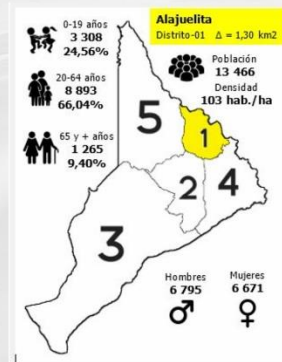 0-19 años
3 308
24,56%
20-64 años
8 893
66,04%
65 y + años
1 265
9,40%
Alajuelita
Distrito-01 Δ = 1,30 km2
Población
13 466
Densidad
103 hab./ha
5
1
2
4
3
Hombres
6 795
Mujeres
6 671